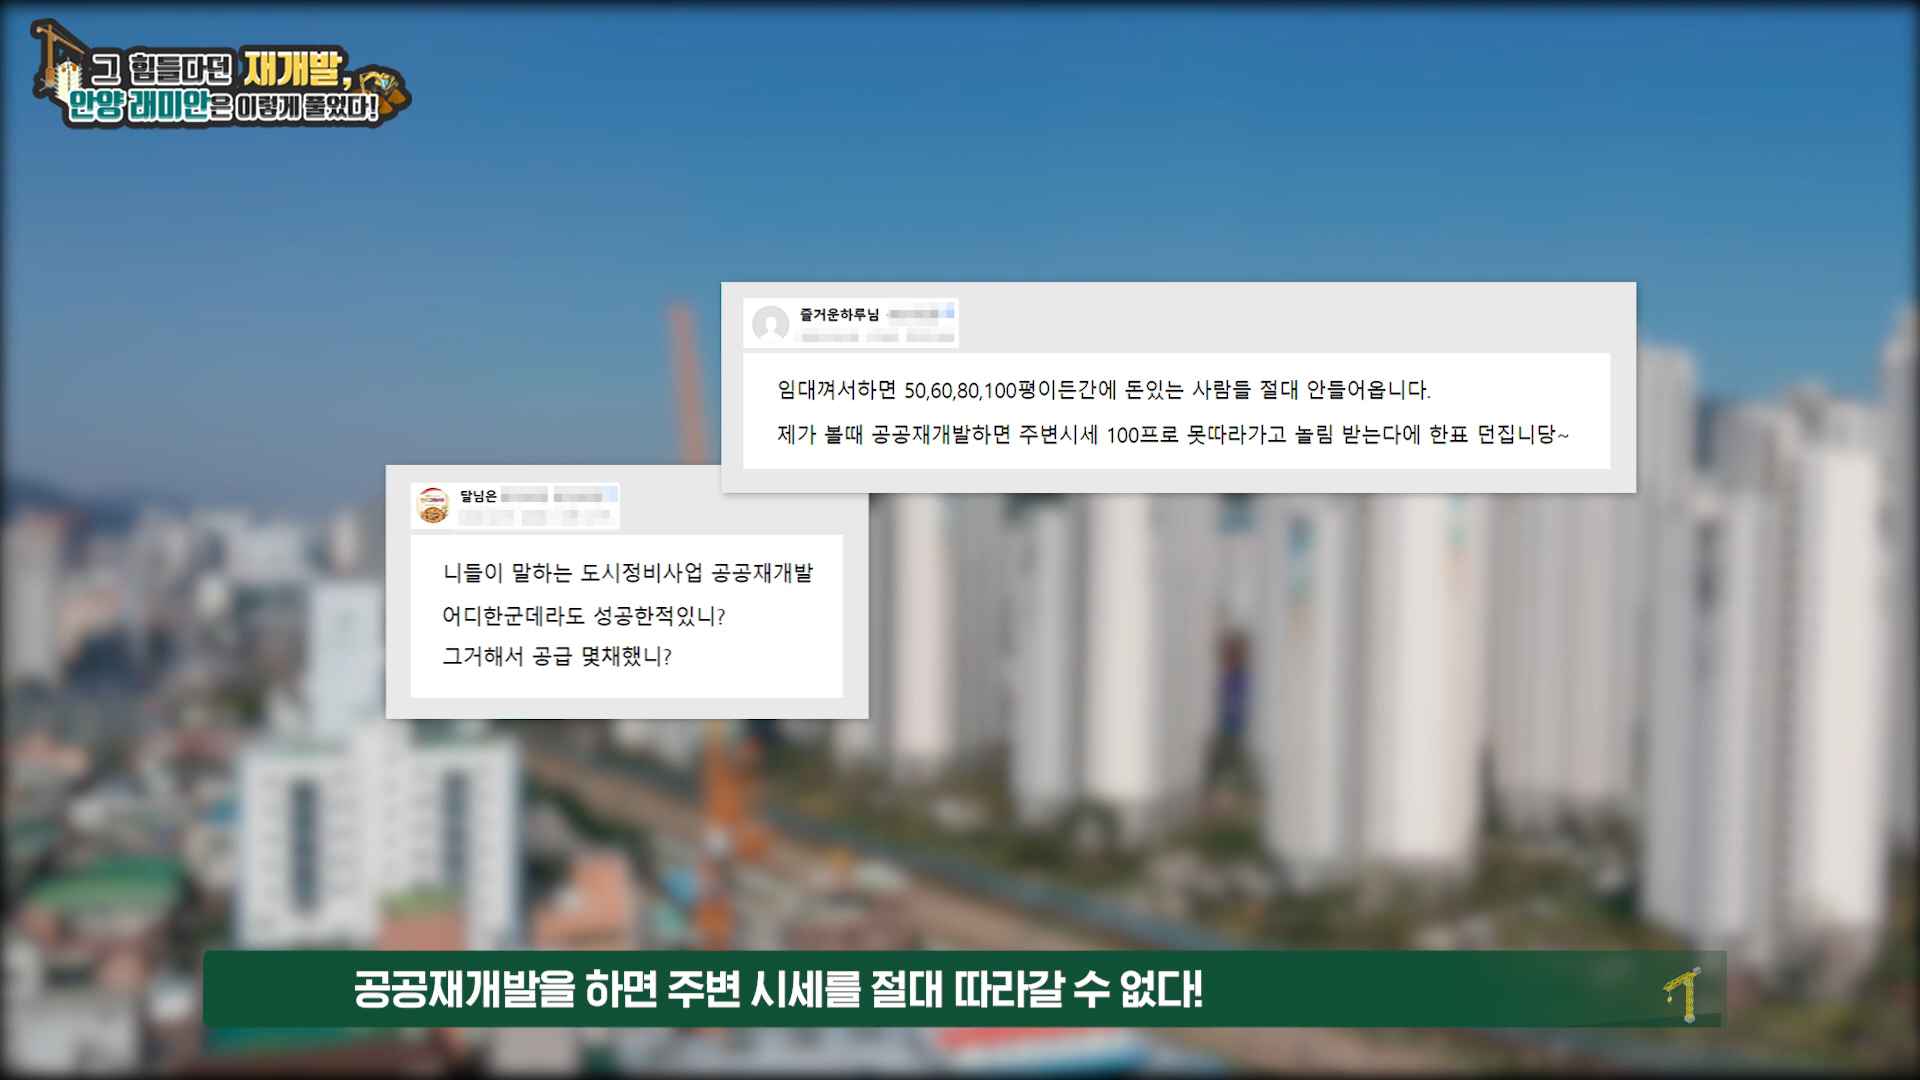 그 힘들다던 재개발,
안양 래미안은 이렇게 풀었다!
즐거운하루님
임대껴서하면 50,60,80,100평이든간에 돈있는 사람들 절대 안들어옵니다.
제가 볼때 공공재개발하면 주변시세 100프로 못따라가고 놀림 받는다에 한표 던집니당~
달님은
니들이 말하는 도시정비사업 공공재개발
어디한군데라도 성공한적있니?
그거해서 공급 몇채했니?
공공재개발을 하면 주변 시세를 절대 따라갈 수 없다!